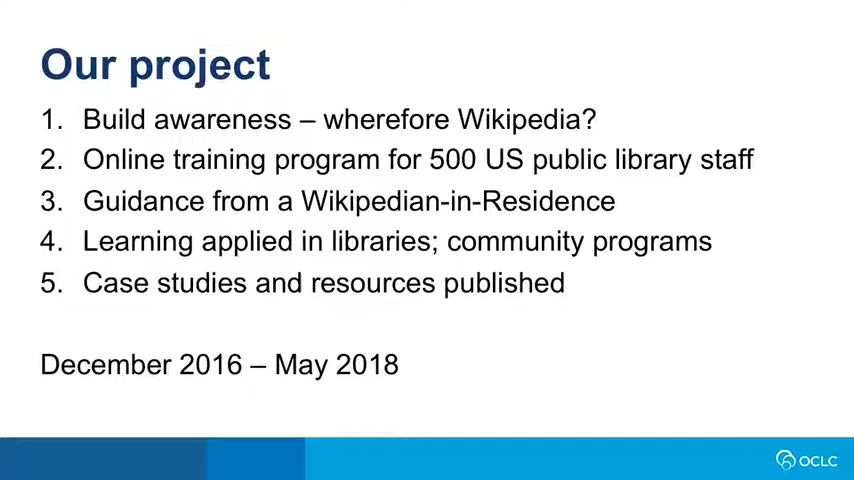 Our project
1. Build awareness – wherefore Wikipedia?
2. Online training program for 500 US public library staff
3. Guidance from a Wikipedian-in-Residence
4. Learning applied in libraries; community programs
5. Case studies and resources published
December 2016 – May 2018
OCLC